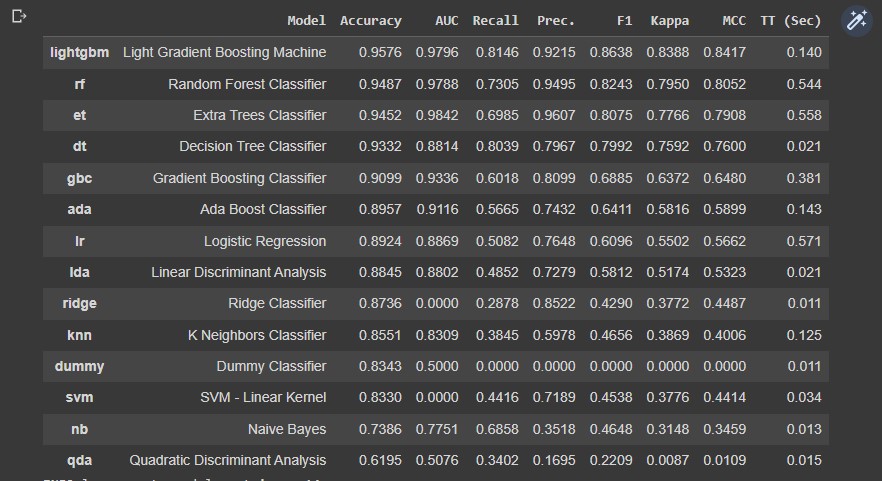 Model Accuracy AUC Recall Prec. F1 Kappa MCC TT (Sec)
lightgbm Light Gradient Boosting Machine 0.9576 0.9796 0.8146 0.9215 0.8638 0.8388 0.8417 0.140
rf Random Forest Classifier 0.9487 0.9788 0.7305 0.9495 0.8243 0.7950 0.8052 0.544
et Extra Trees Classifier 0.9452 0.9842 0.6985 0.9607 0.8075 0.7766 0.7908 0.558
dt Decision Tree Classifier 0.9332 0.8814 0.8039 0.7967 0.7992 0.7592 0.7600 0.021
gbc Gradient Boosting Classifier 0.9099 0.9336 0.6018 0.8099 0.6885 0.6372 0.6480 0.381
ada Ada Boost Classifier 0.8957 0.9116 0.5665 0.7432 0.6411 0.5816 0.5899 0.143
lr Logistic Regression 0.8924 0.8869 0.5082 0.7648 0.6096 0.5502 0.5662 0.571
lda Linear Discriminant Analysis 0.8845 0.8802 0.4852 0.7279 0.5812 0.5174 0.5323 0.021
ridge Ridge Classifier 0.8736 0.0000 0.2878 0.8522 0.4290 0.3772 0.4487 0.011
knn K Neighbors Classifier 0.8551 0.8309 0.3845 0.5978 0.4656 0.3869 0.4006 0.125
dummy Dummy Classifier 0.8343 0.5000 0.0000 0.0000 0.0000 0.0000 0.0000 0.011
svm SVM - Linear Kernel 0.8330 0.0000 0.4416 0.7189 0.4538 0.3776 0.4414 0.034
nb Naive Bayes 0.7386 0.7751 0.6858 0.3518 0.4648 0.3148 0.3459 0.013
qda Quadratic Discriminant Analysis 0.6195 0.5076 0.3402 0.1695 0.2209 0.0087 0.0109 0.015